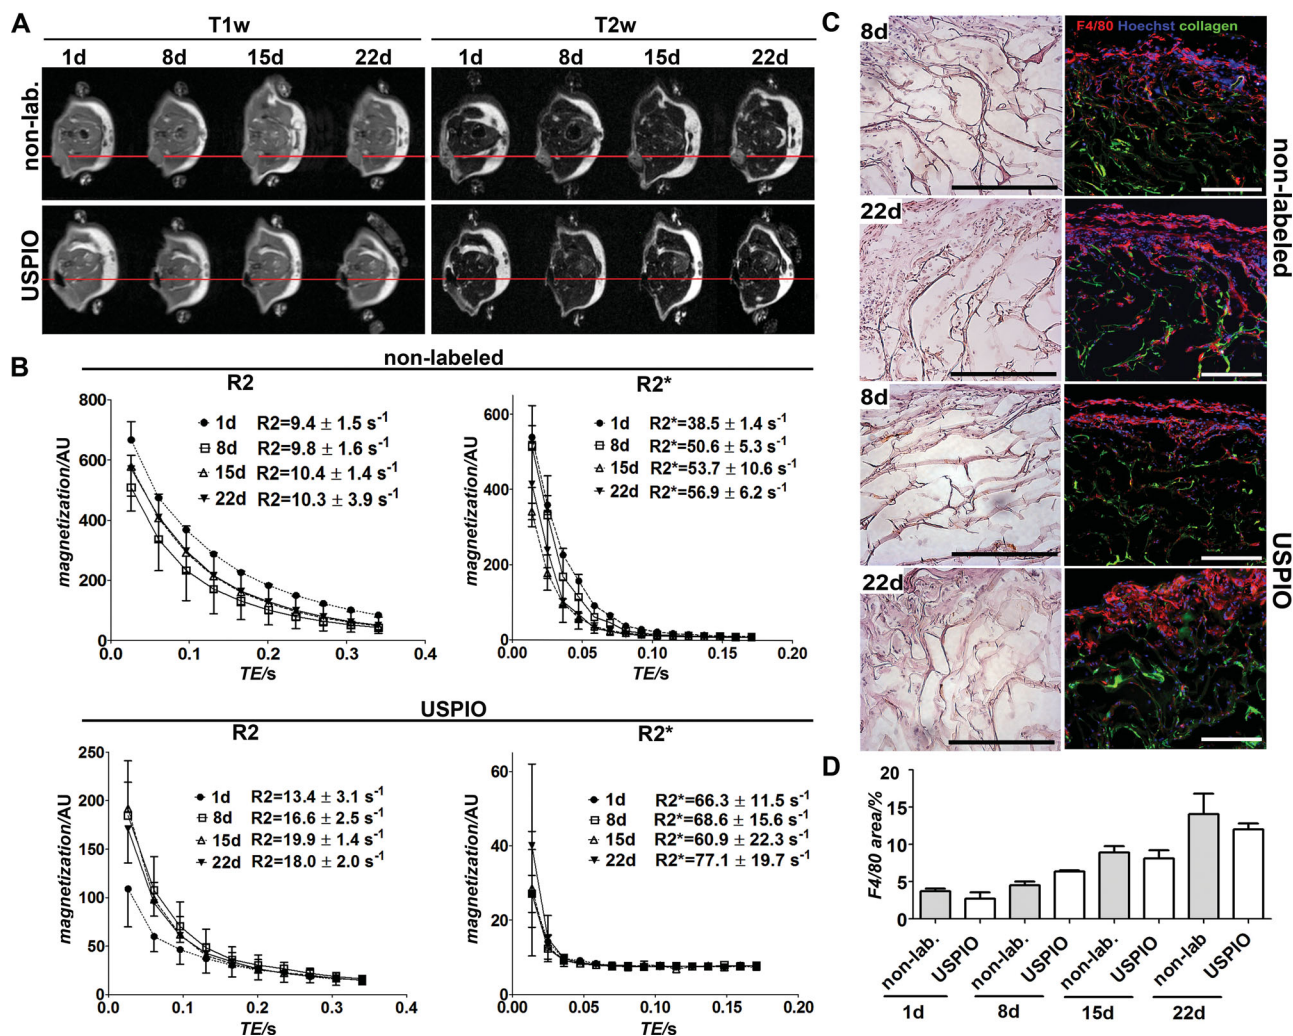 A
T1w
T2w
1d 8d 15d 22d
1d 8d 15d 22d
non-lab.
USPIO
B
non-labeled
R2
800
600
400
200
0
0.0 0.1 0.2 0.3 0.4
magnetization/AU
TE/s
1d R2=9.4 ± 1.5 s-1
8d R2=9.8 ± 1.6 s-1
15d R2=10.4 ± 1.4 s-1
22d R2=10.3 ± 3.9 s-1
R2*
600
400
200
0
0.00 0.05 0.10 0.15 0.20
magnetization/AU
TE/s
1d R2*=38.5 ± 1.4 s-1
8d R2*=50.6 ± 5.3 s-1
15d R2*=53.7 ± 10.6 s-1
22d R2*=56.9 ± 6.2 s-1
USPIO
R2
250
200
150
100
50
0
0.0 0.1 0.2 0.3 0.4
magnetization/AU
TE/s
1d R2=13.4 ± 3.1 s-1
8d R2=16.6 ± 2.5 s-1
15d R2=19.9 ± 1.4 s-1
22d R2=18.0 ± 2.0 s-1
R2*
80
60
40
20
0
0.00 0.05 0.10 0.15 0.20
magnetization/AU
TE/s
1d R2*=66.3 ± 11.5 s-1
8d R2*=68.6 ± 15.6 s-1
15d R2*=60.9 ± 22.3 s-1
22d R2*=77.1 ± 19.7 s-1
C
8d
F4/80 Hoechst collagen
22d
non-labeled
8d
22d
USPIO
D
20
15
10
5
0
F4/80 area/%
non-lab. USPIO non-lab. USPIO non-lab. USPIO non-lab USPIO
1d 8d 15d 22d